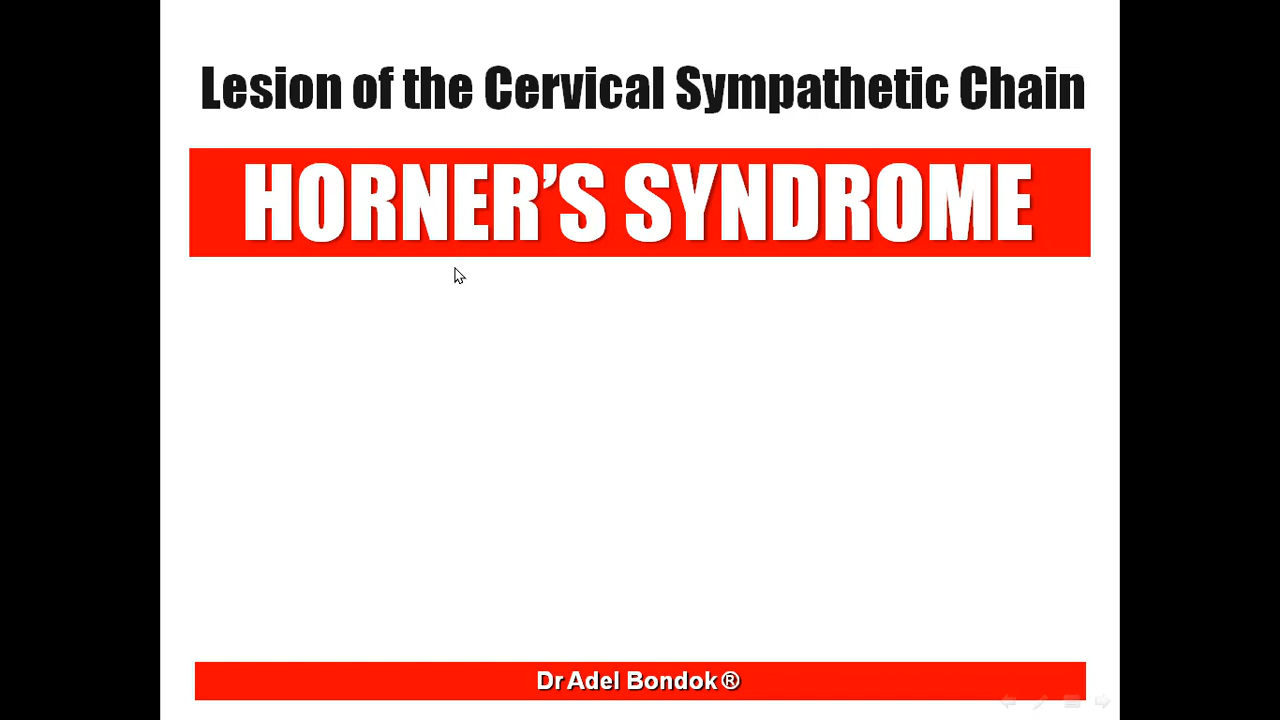 Lesion of the Cervical Sympathetic Chain
HORNER’S SYNDROME
Dr Adel Bondok ®